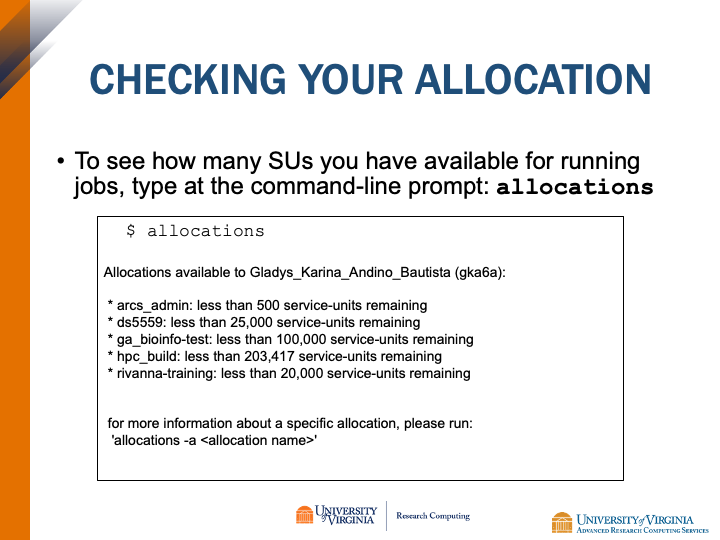 CHECKING YOUR ALLOCATION
• To see how many SUs you have available for running
jobs, type at the command-line prompt: allocations
$ allocations
Allocations available to Gladys_Karina_Andino_Bautista (gka6a):
* arcs_admin: less than 500 service-units remaining
* ds5559: less than 25,000 service-units remaining
* ga_bioinfo-test: less than 100,000 service-units remaining
* hpc_build: less than 203,417 service-units remaining
* rivanna-training: less than 20,000 service-units remaining
for more information about a specific allocation, please run:
'allocations -a <allocation name>'
UNIVERSITY
of VIRGINIA
Research Computing
UNIVERSITY of VIRGINIA
ADVANCED RESEARCH COMPUTING SERVICES